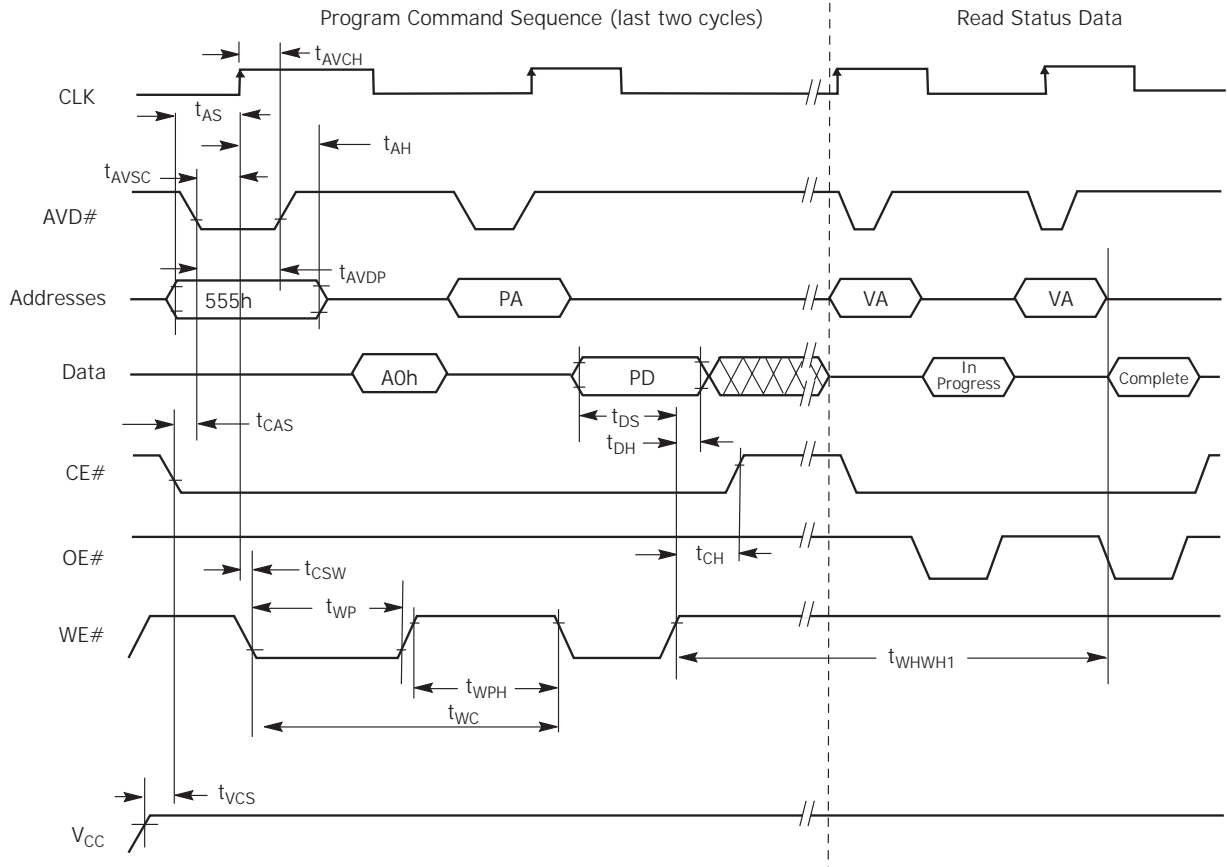 Program Command Sequence (last two cycles)
Read Status Data
tAVCH
CLK
tAS
tAH
tAVSC
AVD#
tAVDP
Addresses
555h
PA
VA
VA
Data
A0h
PD
In
Progress
Complete
tCAS
tDS
tDH
CE#
OE#
tCH
tCSW
tWP
WE#
tWHWH1
tWPH
tWC
tVCS
VCC